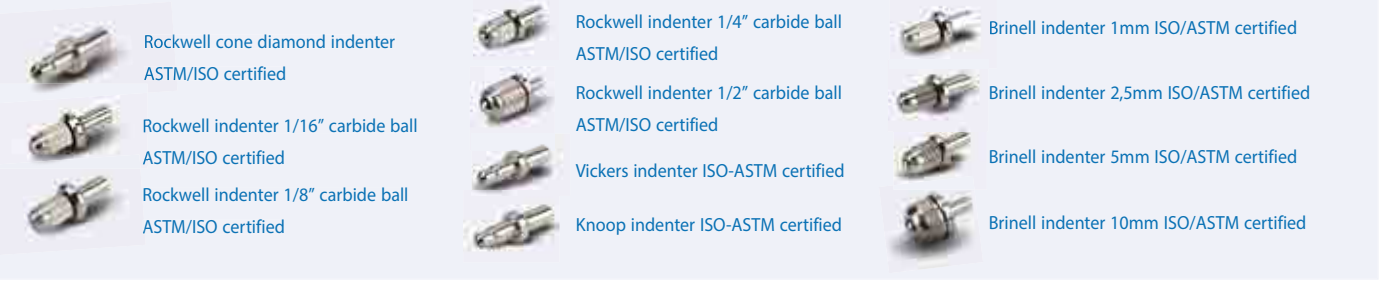 Rockwell cone diamond indenter
ASTM/ISO certified
Rockwell indenter 1/16” carbide ball
ASTM/ISO certified
Rockwell indenter 1/8” carbide ball
ASTM/ISO certified
Rockwell indenter 1/4” carbide ball
ASTM/ISO certified
Rockwell indenter 1/2” carbide ball
ASTM/ISO certified
Vickers indenter ISO-ASTM certified
Knoop indenter ISO-ASTM certified
Brinell indenter 1mm ISO/ASTM certified
Brinell indenter 2,5mm ISO/ASTM certified
Brinell indenter 5mm ISO/ASTM certified
Brinell indenter 10mm ISO/ASTM certified